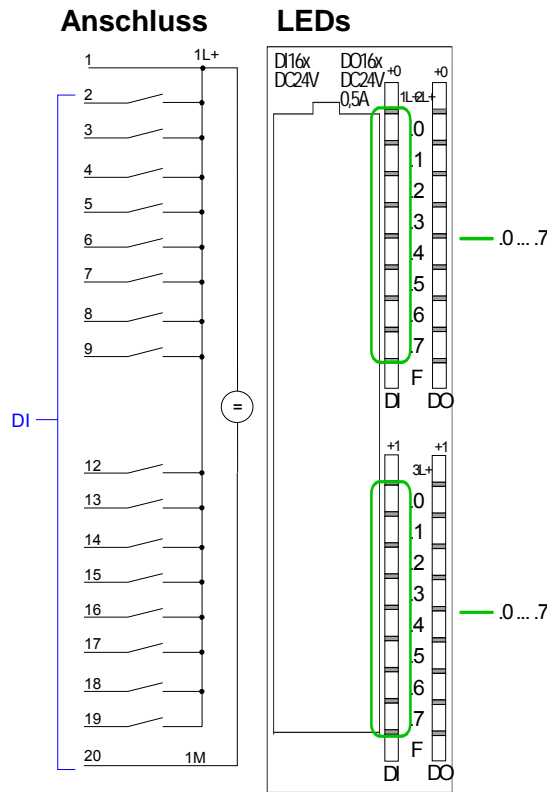 Anschluss
LEDs
1 1L+
2
3
4
5
6
7
8
9
DI
=
12
13
14
15
16
17
18
19
20 1M
DI16x DO16x
DC24V DC24V
0,5A
+0 +0
1L+ 2L+
.0
.1
.2
.3
.4
.5
.6
.7
F
DI DO
.0 ... .7
+1 +1
3L+
.0
.1
.2
.3
.4
.5
.6
.7
F
DI DO
.0 ... .7